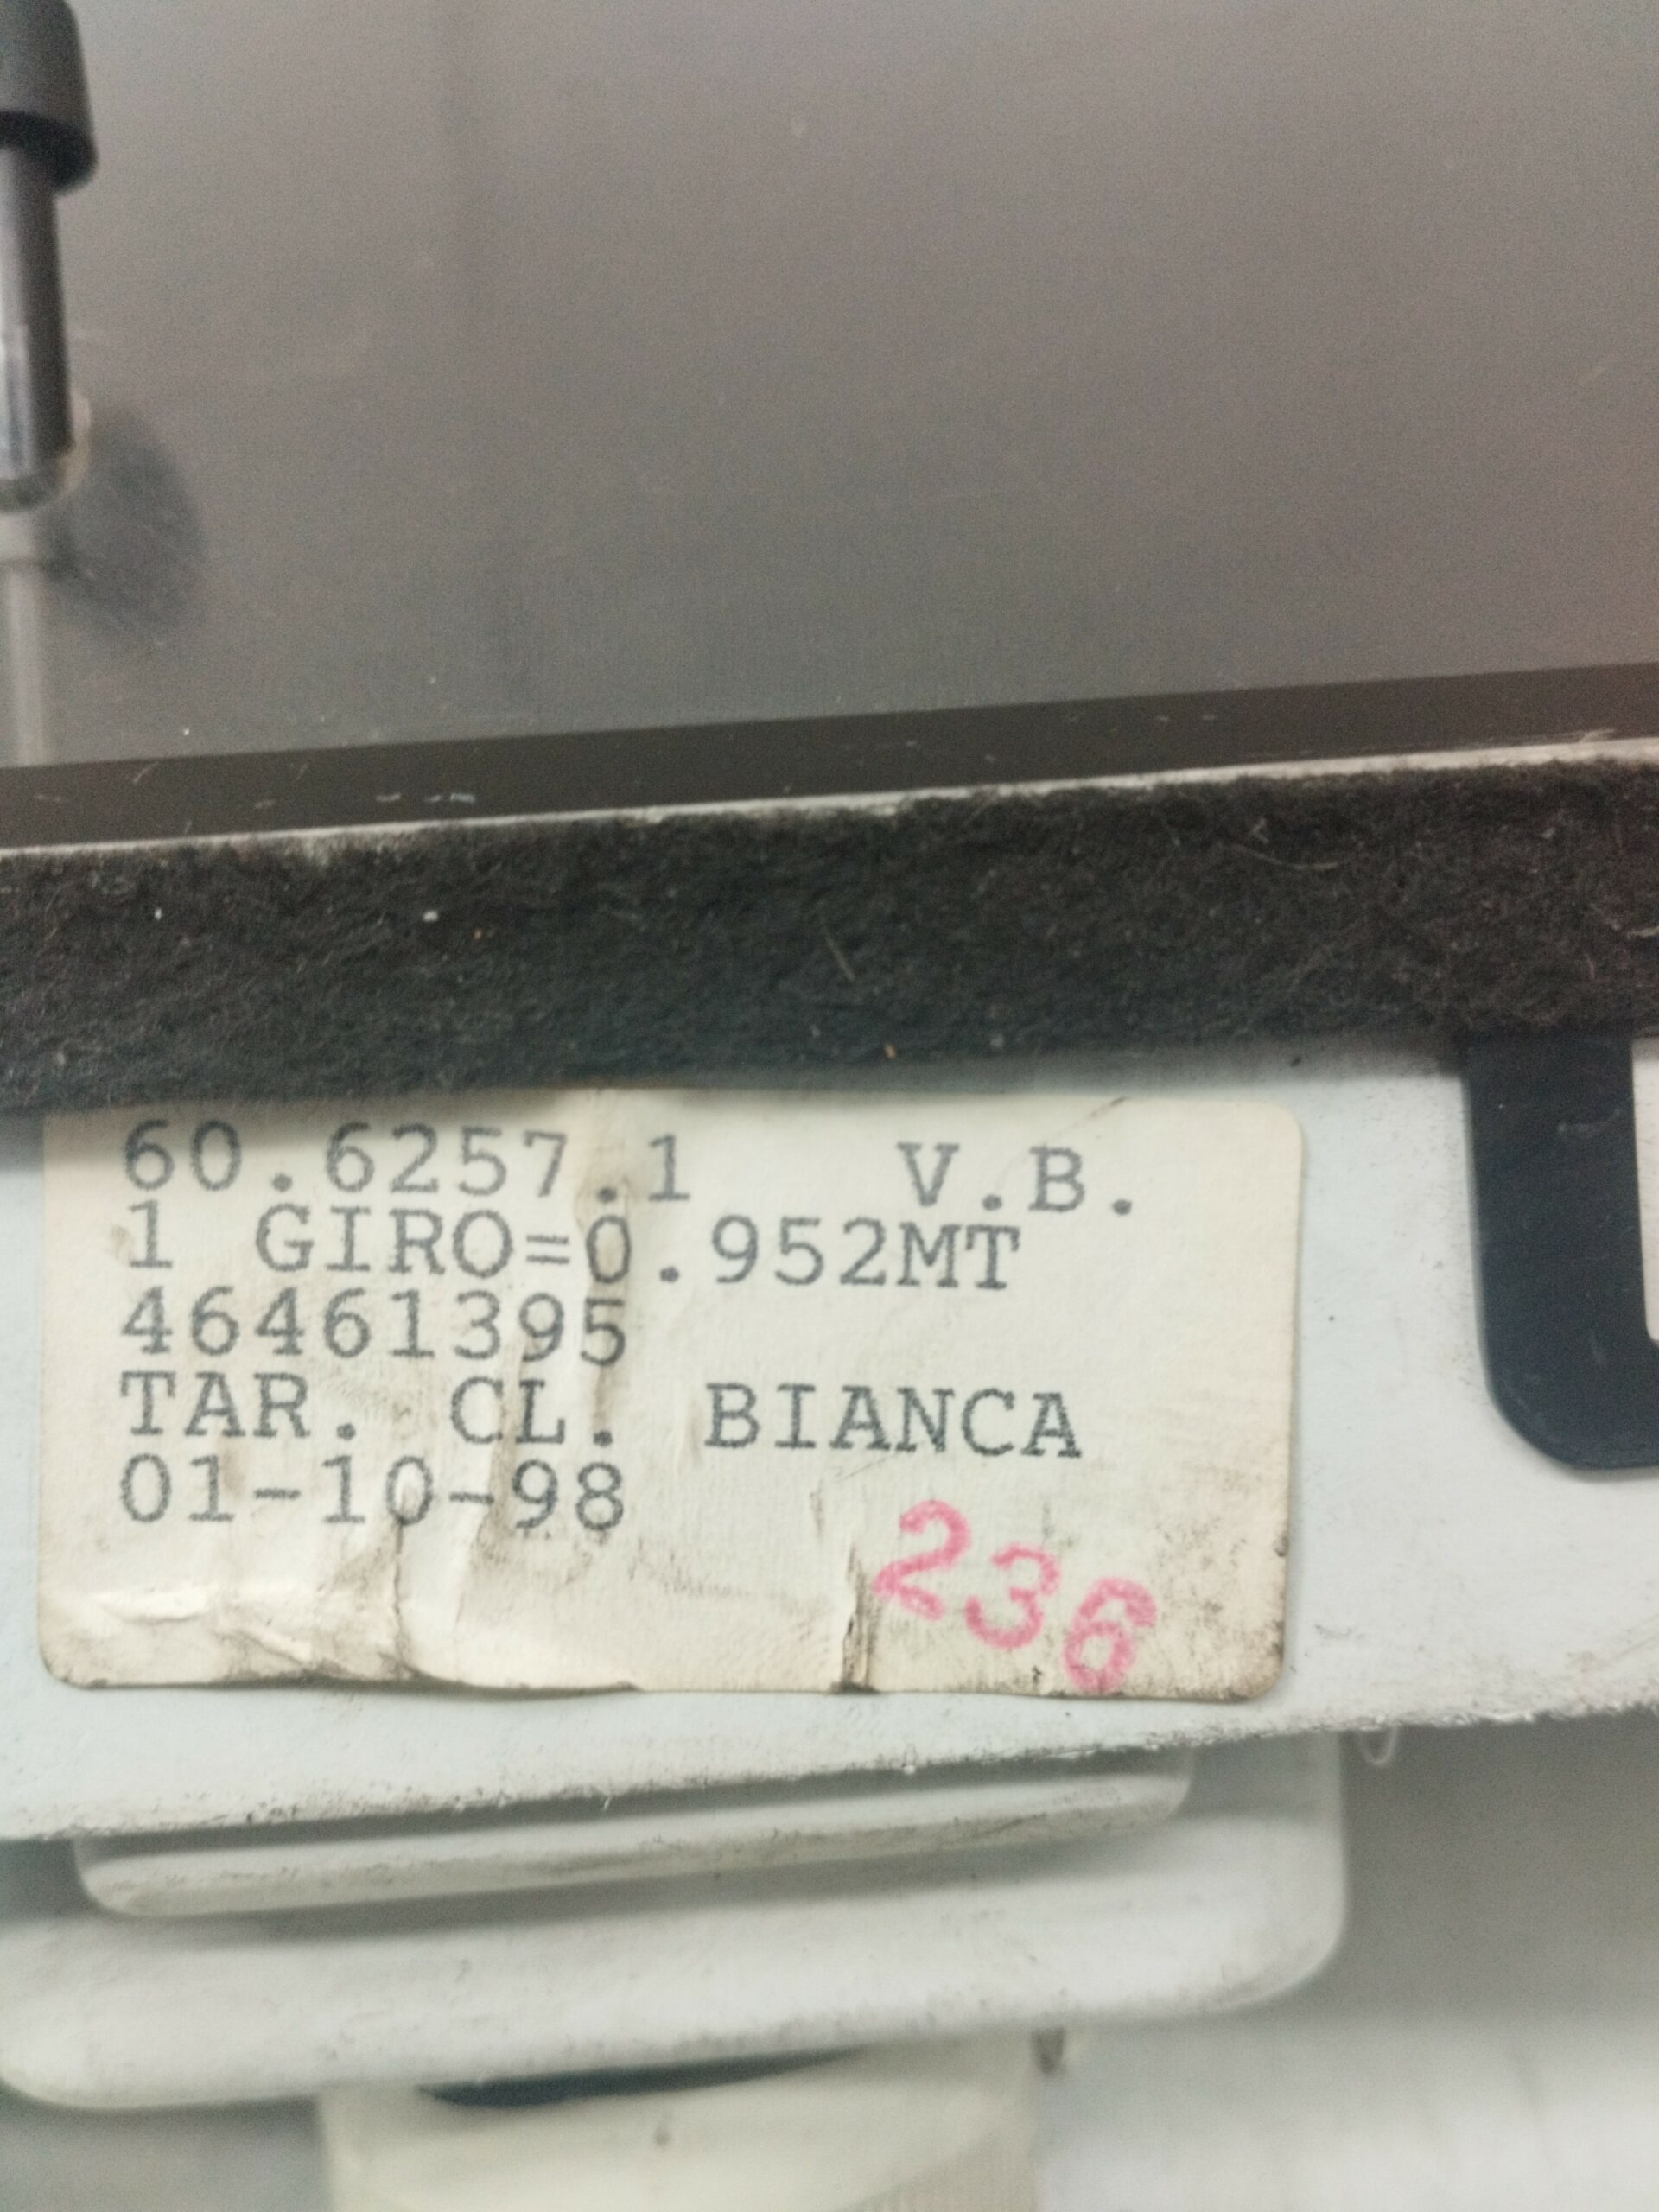 60.6257.1 V.B.
1 GIRO=0.952MT
46461395
TAR. CL. BIANCA
01-10-98
236